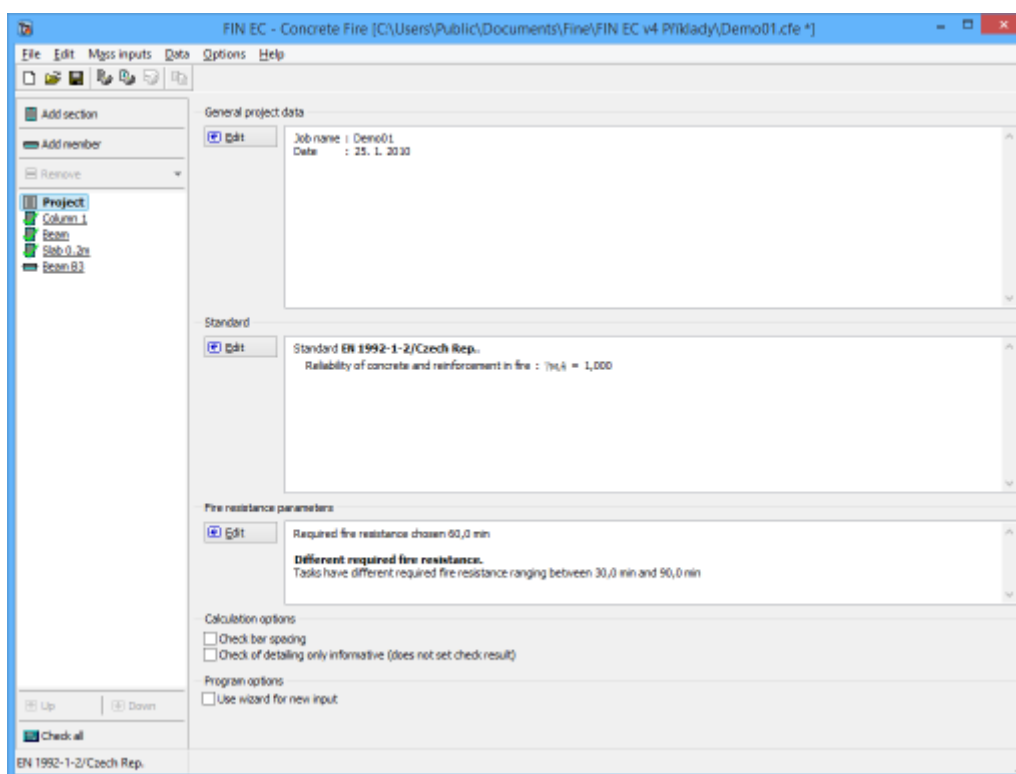 FIN EC - Concrete Fire [C:\Users\Public\Documents\Fine\FIN EC v4 Příklady\Demo01.cfe *]
File Edit Mass inputs Data Options Help
Add section
Add member
Remove
Project
Column 1
Beam
Slab 0.2m
Beam B3
Up Down
Check all
General project data
Edit
Job name : Demo01
Date : 25. 1. 2010
Standard
Edit
Standard EN 1992-1-2/Czech Rep..
Reliability of concrete and reinforcement in fire : = 1,000
Fire resistance parameters
Edit
Required fire resistance chosen 60,0 min
Different required fire resistance.
Tasks have different required fire resistance ranging between 30,0 min and 90,0 min
Calculation options
Check bar spacing
Check of detailing only informative (does not set check result)
Program options
Use wizard for new input
EN 1992-1-2/Czech Rep.